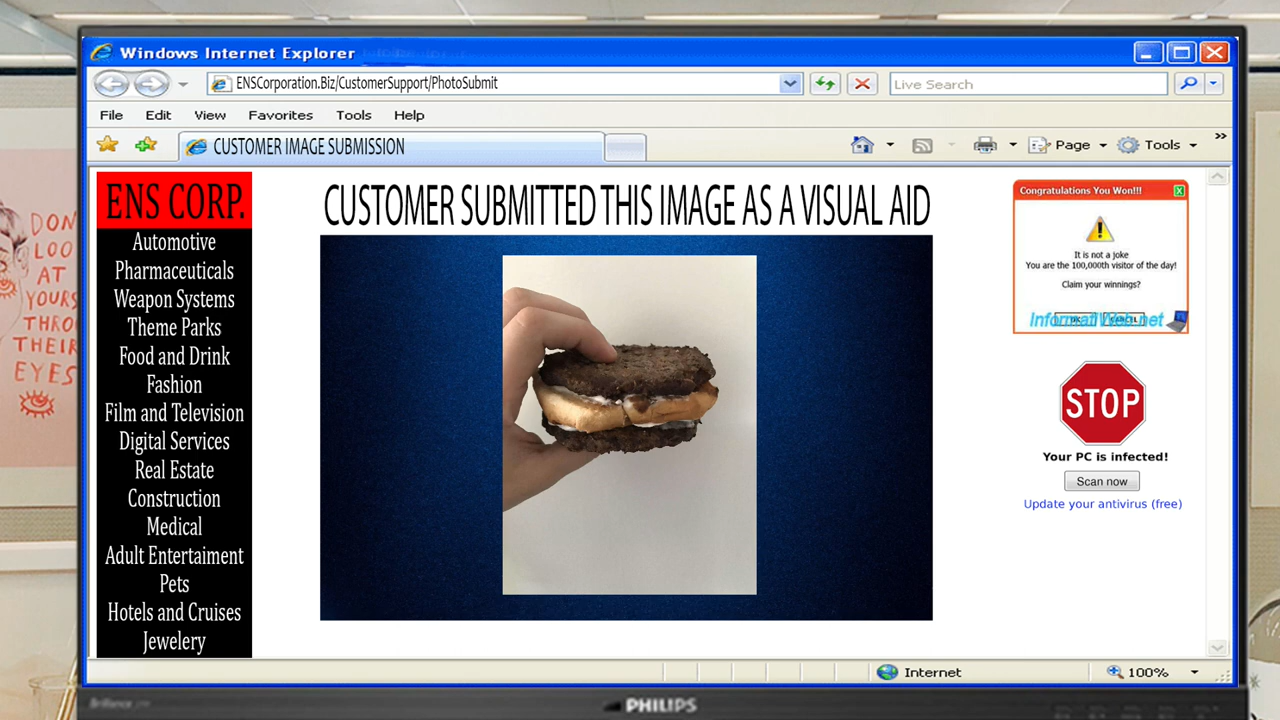 Windows Internet Explorer
ENSCorporation.Biz/CustomerSupport/PhotoSubmit
Live Search
File Edit View Favorites Tools Help
CUSTOMER IMAGE SUBMISSION
Page Tools
ENS CORP.
Automotive
Pharmaceuticals
Weapon Systems
Theme Parks
Food and Drink
Fashion
Film and Television
Digital Services
Real Estate
Construction
Medical
Adult Entertaiment
Pets
Hotels and Cruises
Jewelery
CUSTOMER SUBMITTED THIS IMAGE AS A VISUAL AID
Congratulations You Won!!!
It is not a joke
You are the 100,000th visitor of the day!
Claim your winnings?
STOP
Your PC is infected!
Scan now
Update your antivirus (free)
Internet
100%
PHILIPS
DON
LOO
AT
YOURS
THRO
THEIR
EYES